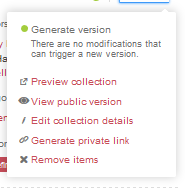 ors
Generate version
There are no modifications that
can trigger a new version.
Preview collection
View public version
Edit collection details
Generate private link
Remove items